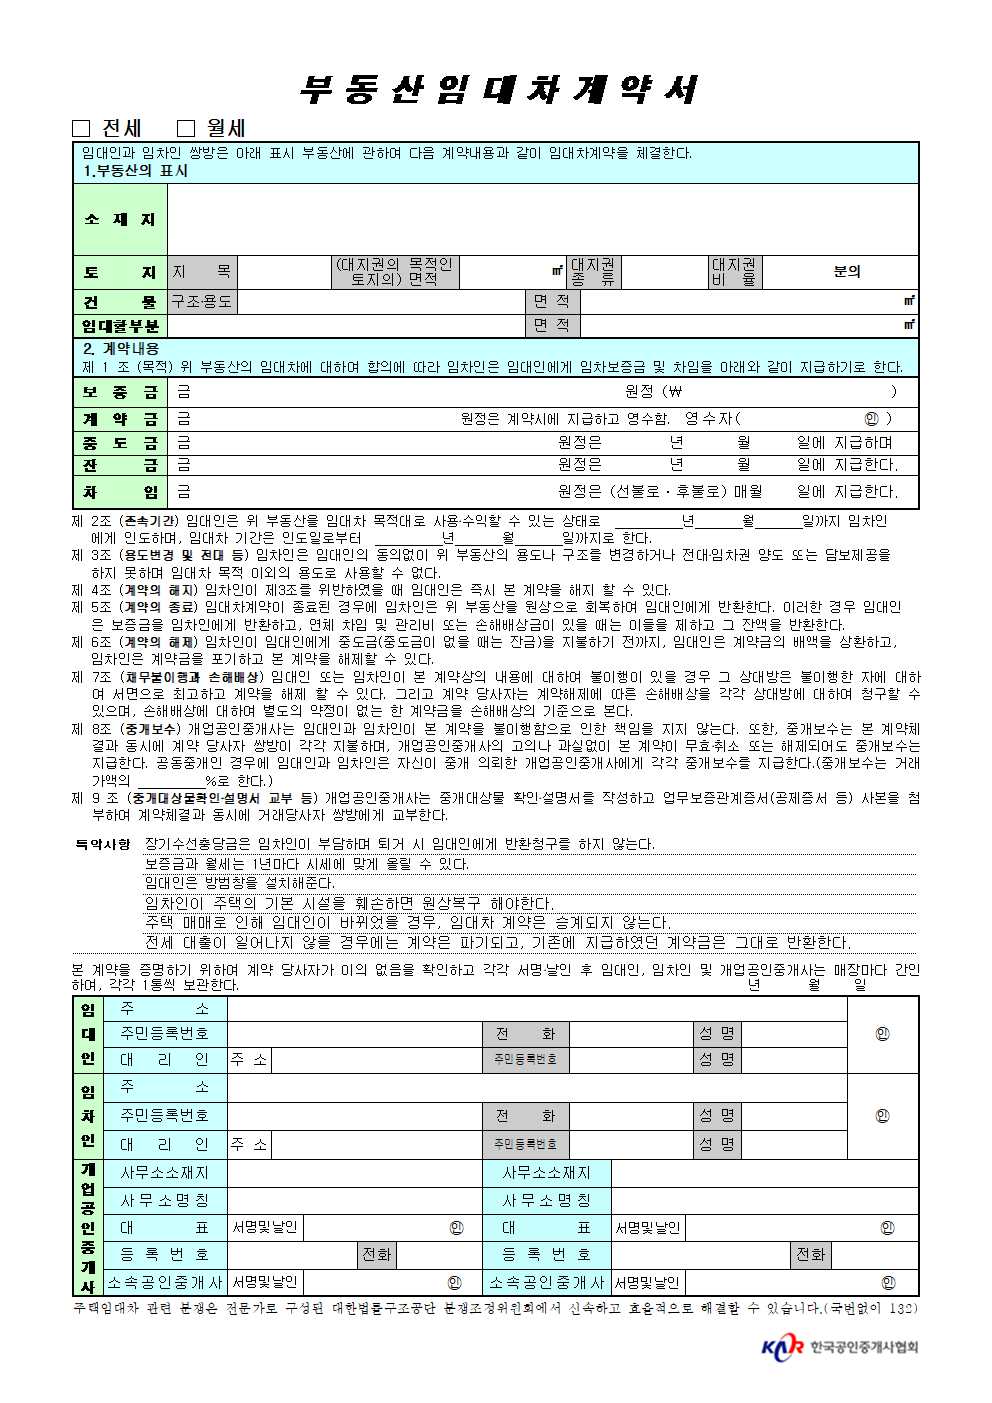 부동산임대차계약서
□ 전세 □ 월세
임대인과 임차인 쌍방은 아래 표시 부동산에 관하여 다음 계약내용과 같이 임대차계약을 체결한다.
1.부동산의 표시
소 재 지
토 지 지 목 (대지권의 목적인 토지의) 면적 ㎡ 대지권 종 류 대지권 비 율 분의
건 물 구조·용도 면 적 ㎡
임대할부분 면 적 ㎡
2. 계약내용
제 1 조 (목적) 위 부동산의 임대차에 대하여 합의에 따라 임차인은 임대인에게 임차보증금 및 차임을 아래와 같이 지급하기로 한다.
보 증 금 금 원정 (₩ )
계 약 금 금 원정은 계약시에 지급하고 영수함. 영수자( ㊞ )
중 도 금 금 원정은 년 월 일에 지급하며
잔 금 금 원정은 년 월 일에 지급한다.
차 임 금 원정은 (선불로 · 후불로) 매월 일에 지급한다.
제 2조 (존속기간) 임대인은 위 부동산을 임대차 목적대로 사용·수익할 수 있는 상태로 ________년______월______일까지 임차인
에게 인도하며, 임대차 기간은 인도일로부터 ________년______월______일까지로 한다.
제 3조 (용도변경 및 전대 등) 임차인은 임대인의 동의없이 위 부동산의 용도나 구조를 변경하거나 전대·임차권 양도 또는 담보제공을
하지 못하며 임대차 목적 이외의 용도로 사용할 수 없다.
제 4조 (계약의 해지) 임차인이 제3조를 위반하였을 때 임대인은 즉시 본 계약을 해지 할 수 있다.
제 5조 (계약의 종료) 임대차계약이 종료된 경우에 임차인은 위 부동산을 원상으로 회복하여 임대인에게 반환한다. 이러한 경우 임대인
은 보증금을 임차인에게 반환하고, 연체 차임 및 관리비 또는 손해배상금이 있을 때는 이들을 제하고 그 잔액을 반환한다.
제 6조 (계약의 해제) 임차인이 임대인에게 중도금(중도금이 없을 때는 잔금)을 지불하기 전까지, 임대인은 계약금의 배액을 상환하고,
임차인은 계약금을 포기하고 본 계약을 해제할 수 있다.
제 7조 (채무불이행과 손해배상) 임대인 또는 임차인이 본 계약상의 내용에 대하여 불이행이 있을 경우 그 상대방은 불이행한 자에 대하
여 서면으로 최고하고 계약을 해제 할 수 있다. 그리고 계약 당사자는 계약해제에 따른 손해배상을 각각 상대방에 대하여 청구할 수
있으며, 손해배상에 대하여 별도의 약정이 없는 한 계약금을 손해배상의 기준으로 본다.
제 8조 (중개보수) 개업공인중개사는 임대인과 임차인이 본 계약을 불이행함으로 인한 책임을 지지 않는다. 또한, 중개보수는 본 계약체
결과 동시에 계약 당사자 쌍방이 각각 지불하며, 개업공인중개사의 고의나 과실없이 본 계약이 무효·취소 또는 해제되어도 중개보수는
지급한다. 공동중개인 경우에 임대인과 임차인은 자신이 중개 의뢰한 개업공인중개사에게 각각 중개보수를 지급한다.(중개보수는 거래
가액의 _________%로 한다.)
제 9 조 (중개대상물확인·설명서 교부 등) 개업공인중개사는 중개대상물 확인·설명서를 작성하고 업무보증관계증서(공제증서 등) 사본을 첨
부하여 계약체결과 동시에 거래당사자 쌍방에게 교부한다.
특약사항 장기수선충당금은 임차인이 부담하며 퇴거 시 임대인에게 반환청구를 하지 않는다.
보증금과 월세는 1년마다 시세에 맞게 올릴 수 있다.
임대인은 방범창을 설치해준다.
임차인이 주택의 기본 시설을 훼손하면 원상복구 해야한다.
주택 매매로 인해 임대인이 바뀌었을 경우, 임대차 계약은 승계되지 않는다.
전세 대출이 일어나지 않을 경우에는 계약은 파기되고, 기존에 지급하였던 계약금은 그대로 반환한다.
본 계약을 증명하기 위하여 계약 당사자가 이의 없음을 확인하고 각각 서명·날인 후 임대인, 임차인 및 개업공인중개사는 매장마다 간인
하여, 각각 1통씩 보관한다. 년 월 일
임대인 주 소 ㊞
주민등록번호 전 화 성 명
대 리 인 주 소 주민등록번호 성 명
임차인 주 소 ㊞
주민등록번호 전 화 성 명
대 리 인 주 소 주민등록번호 성 명
개업공인중개사 사무소소재지 사무소소재지
사 무 소 명 칭 사 무 소 명 칭
대 표 서명및날인 ㊞ 대 표 서명및날인 ㊞
등 록 번 호 전화 등 록 번 호 전화
소속공인중개사 서명및날인 ㊞ 소속공인중개사 서명및날인 ㊞
주택임대차 관련 분쟁은 전문가로 구성된 대한법률구조공단 분쟁조정위원회에서 신속하고 효율적으로 해결할 수 있습니다.(국번없이 132)
KAR 한국공인중개사협회